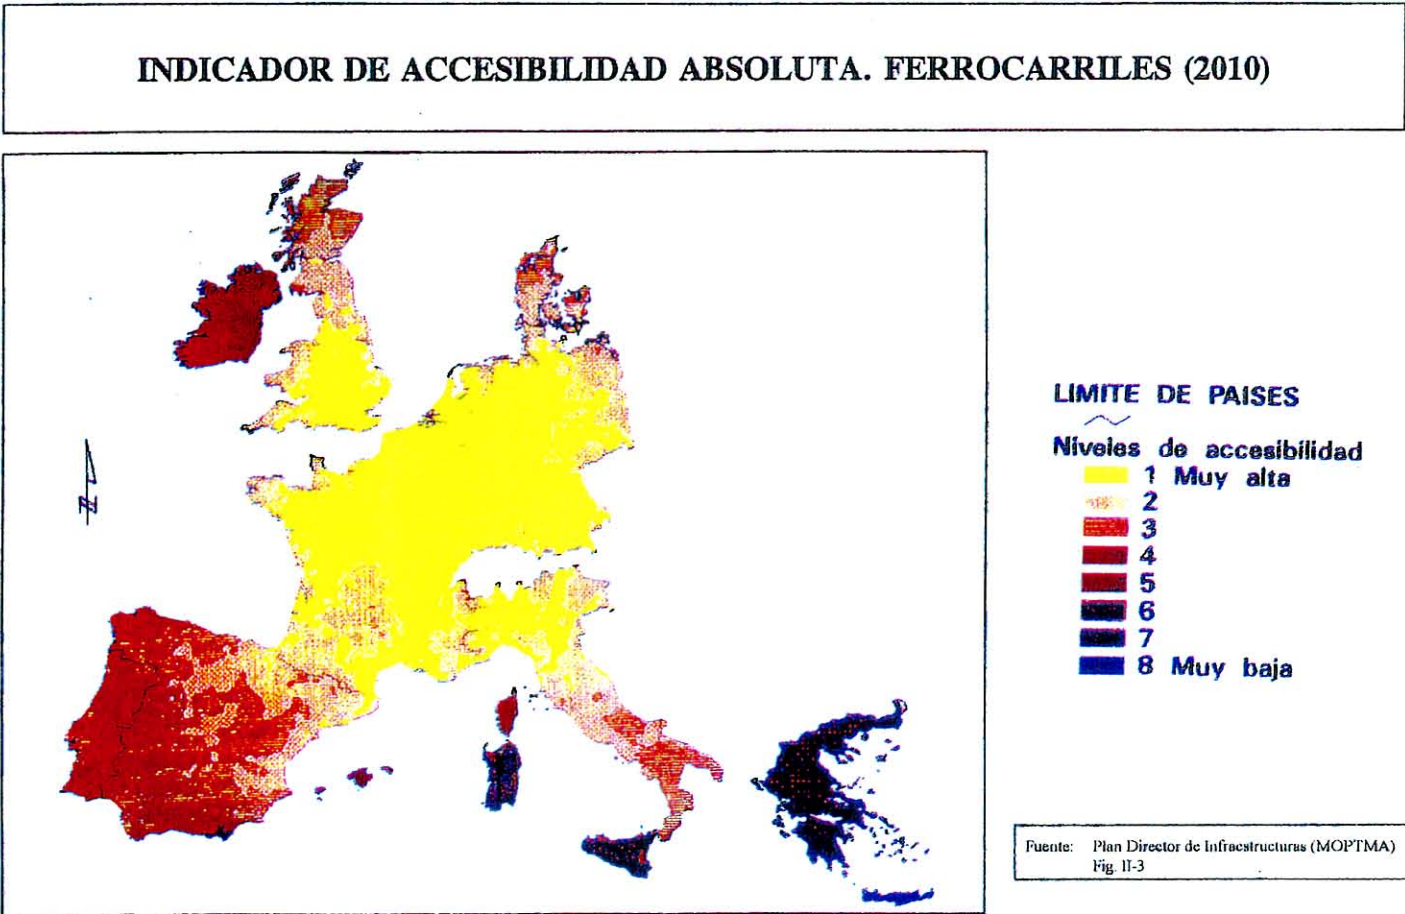 INDICADOR DE ACCESIBILIDAD ABSOLUTA. FERROCARRILES (2010)
LIMITE DE PAISES
Niveles de accesibilidad
1 Muy alta
2
3
4
5
6
7
8 Muy baja
N
Fuente: Plan Director de Infraestructuras (MOPTMA)
Fig. II-3